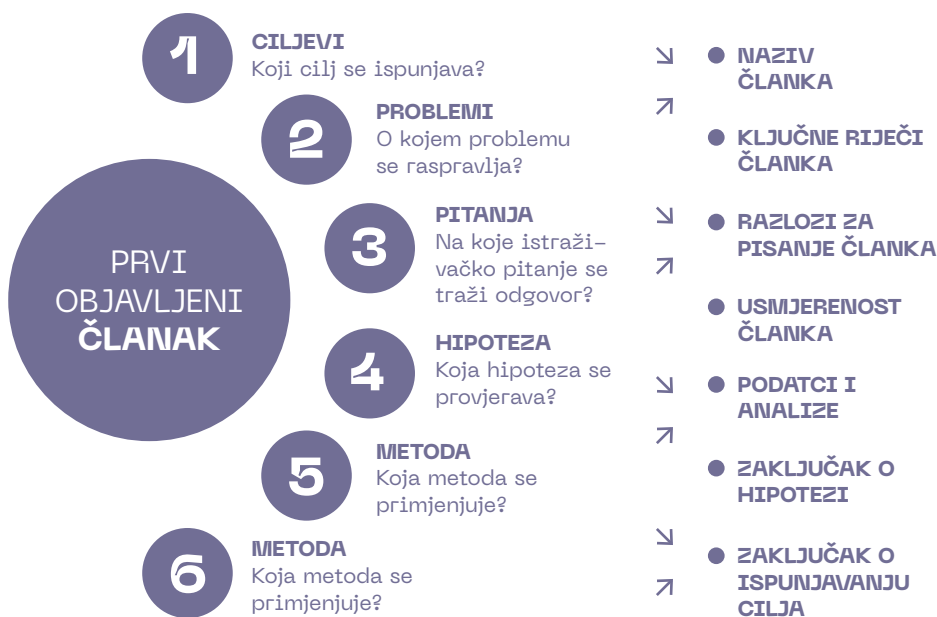 1
CILJEVI
Koji cilj se ispunjava?
2
PROBLEMI
O kojem problemu
se raspravlja?
PRVI
OBJAVLJENI
ČLANAK
3
PITANJA
Na koje istraži–
vačko pitanje se
traži odgovor?
4
HIPOTEZA
Koja hipoteza se
provjerava?
5
METODA
Koja metoda se
primjenjuje?
6
METODA
Koja metoda se
primjenjuje?
NAZIV
ČLANKA
KLJUČNE RIJEČI
ČLANKA
RAZLOZI ZA
PISANJE ČLANKA
USMJERENOST
ČLANKA
PODATCI I
ANALIZE
ZAKLJUČAK O
HIPOTEZI
ZAKLJUČAK O
ISPUNJAVANJU
CILJA